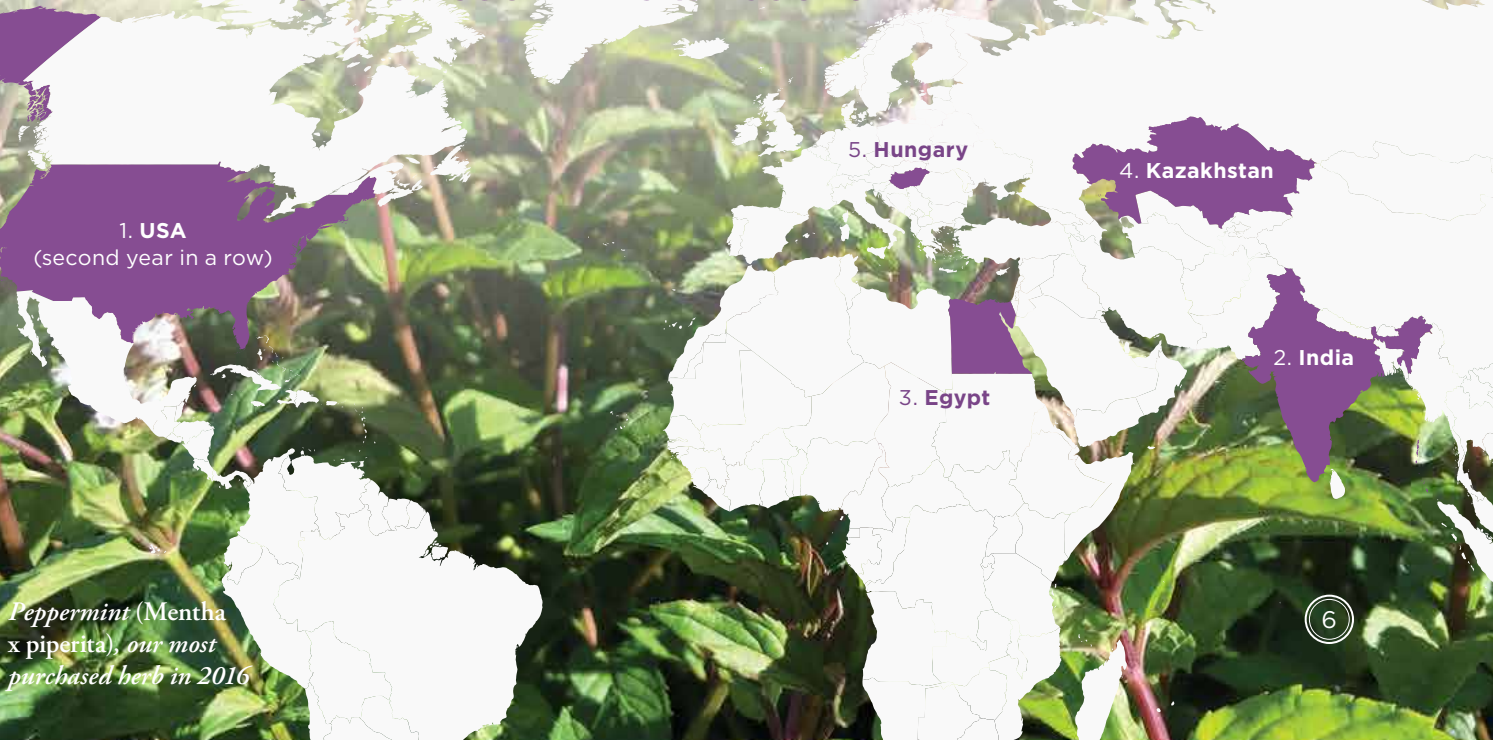 5. Hungary
4. Kazakhstan
1. USA
(second year in a row)
2. India
3. Egypt
Peppermint (Mentha
x piperita), our most
purchased herb in 2016
6